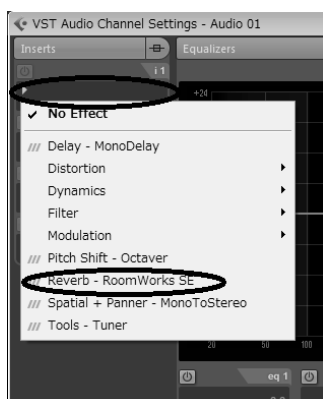 VST Audio Channel Settings - Audio 01
Inserts
Equalizers
i 1
+24
No Effect
Delay - MonoDelay
Distortion
Dynamics
Filter
Modulation
Pitch Shift - Octaver
Reverb - RoomWorks SE
Spatial + Panner - MonoToStereo
Tools - Tuner
20 50 100
eq 1